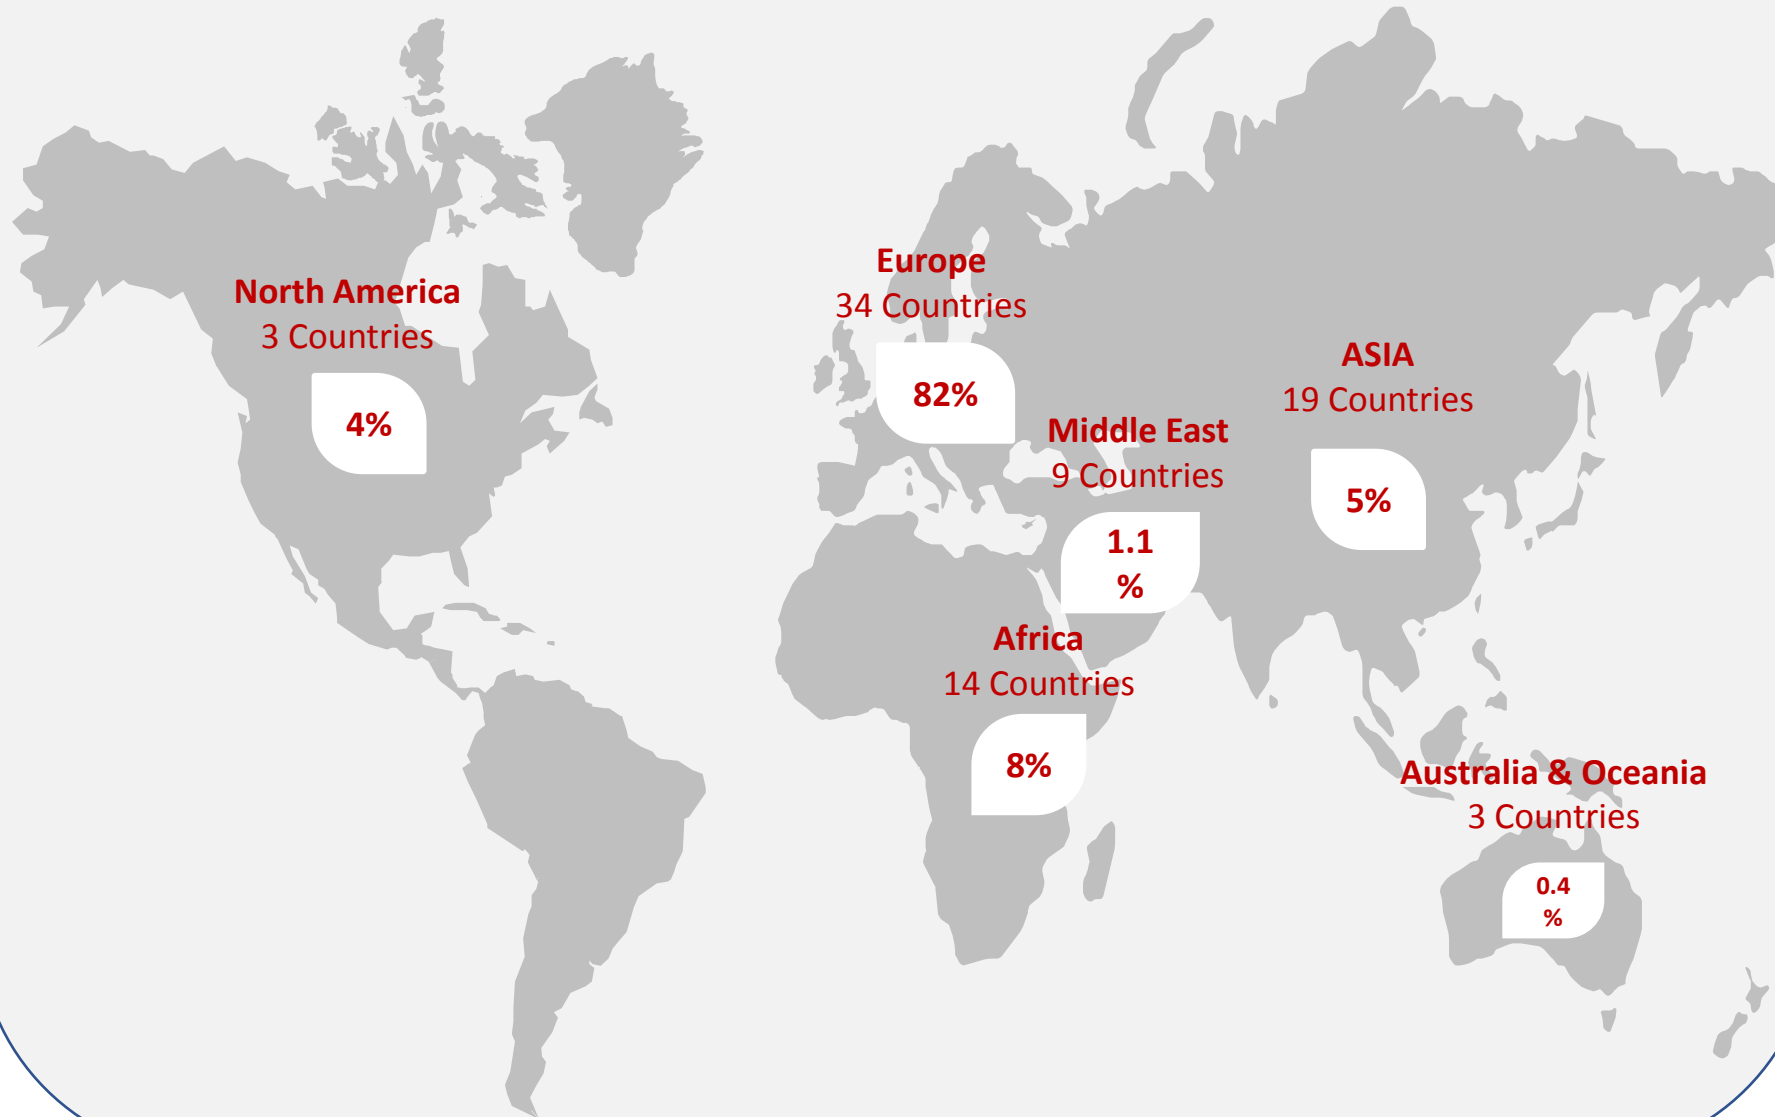 North America
3 Countries
4%
Europe
34 Countries
82%
Middle East
9 Countries
1.1
%
ASIA
19 Countries
5%
Africa
14 Countries
8%
Australia & Oceania
3 Countries
0.4
%